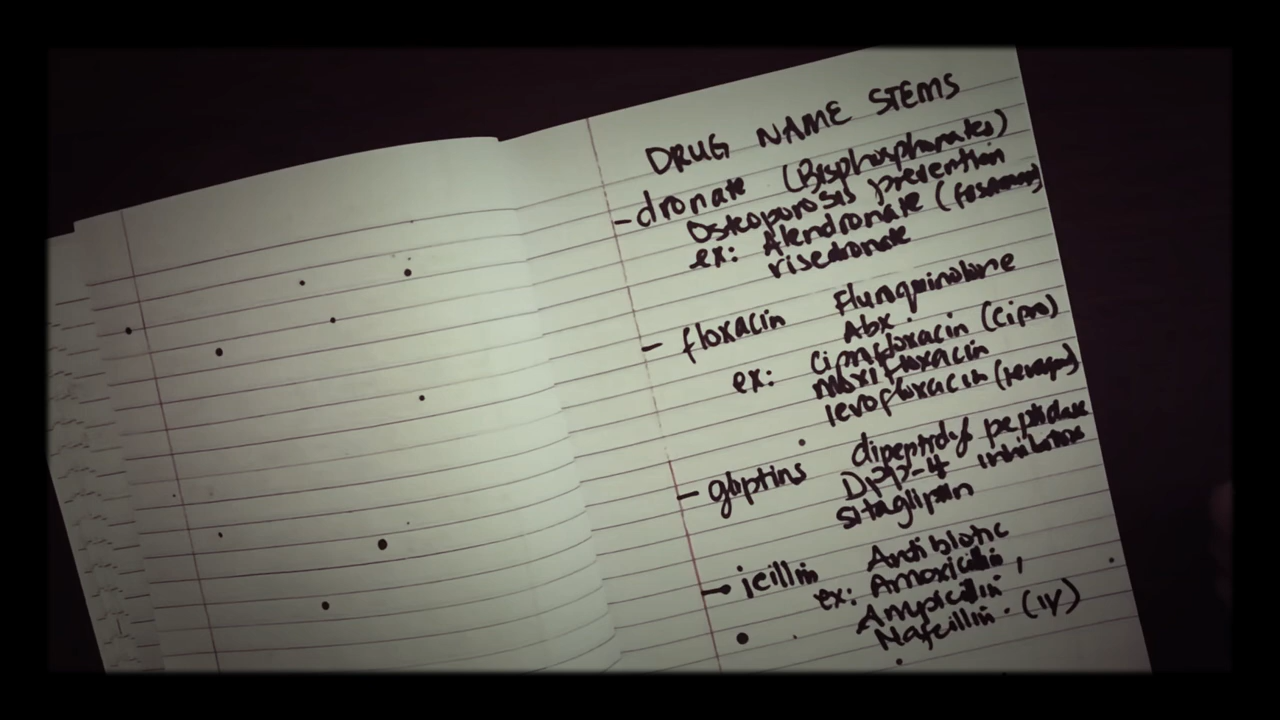 DRUG NAME STEMS
-dronate (Bisphosphonates)
Osteoporosis prevention
ex: Alendronate (fosamax)
risedronate
- floxacin Fluroquinolone
Abx.
ex: ciprofloxacin (cipro)
moxifloxacin
levofloxacin (levaquin)
- gliptins dipeptidyl peptidase
DPP-4 inhibitors
sitagliptin
- icillin Antibiotic
ex: Amoxicillin,
Ampicillin
Nafcillin. (IV)